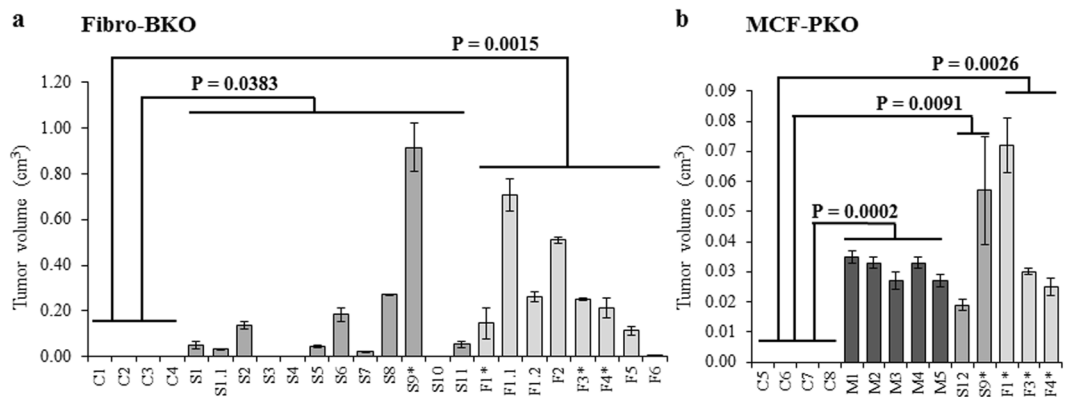 a Fibro-BKO
P = 0.0015
P = 0.0383
Tumor volume (cm³)
1.20
1.00
0.80
0.60
0.40
0.20
0.00
C1 C2 C3 C4 S1 S1.1 S2 S3 S4 S5 S6 S7 S8 S9* S10 S11 F1* F1.1 F1.2 F2 F3* F4* F5 F6
b MCF-PKO
P = 0.0026
P = 0.0091
P = 0.0002
Tumor volume (cm³)
0.09
0.08
0.07
0.06
0.05
0.04
0.03
0.02
0.01
0.00
C5 C6 C7 C8 M1 M2 M3 M4 M5 S12 S9* F1* F3* F4*